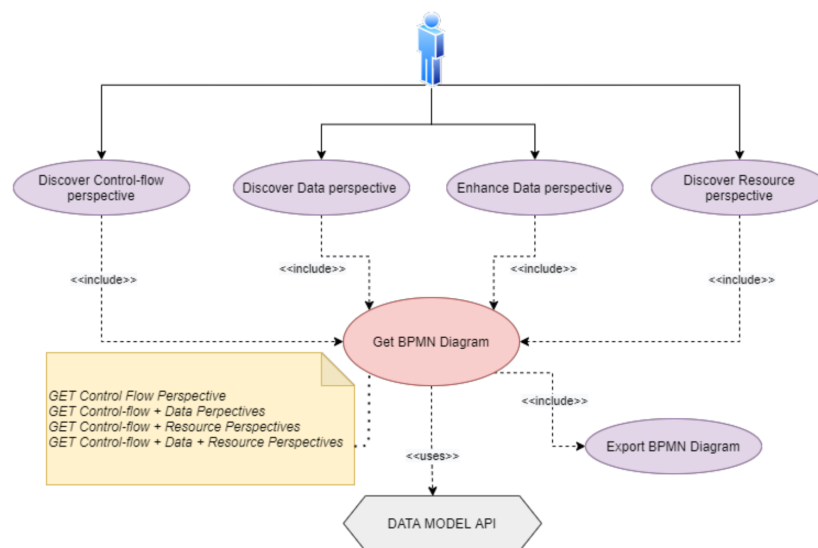 Discover Control-flow
perspective
Discover Data perspective
Enhance Data perspective
Discover Resource
perspective
<<include>>
<<include>>
<<include>>
<<include>>
Get BPMN Diagram
GET Control Flow Perspective
GET Control-flow + Data Perpectives
GET Control-flow + Resource Perspectives
GET Control-flow + Data + Resource Perspectives
<<include>>
Export BPMN Diagram
<<uses>>
DATA MODEL API